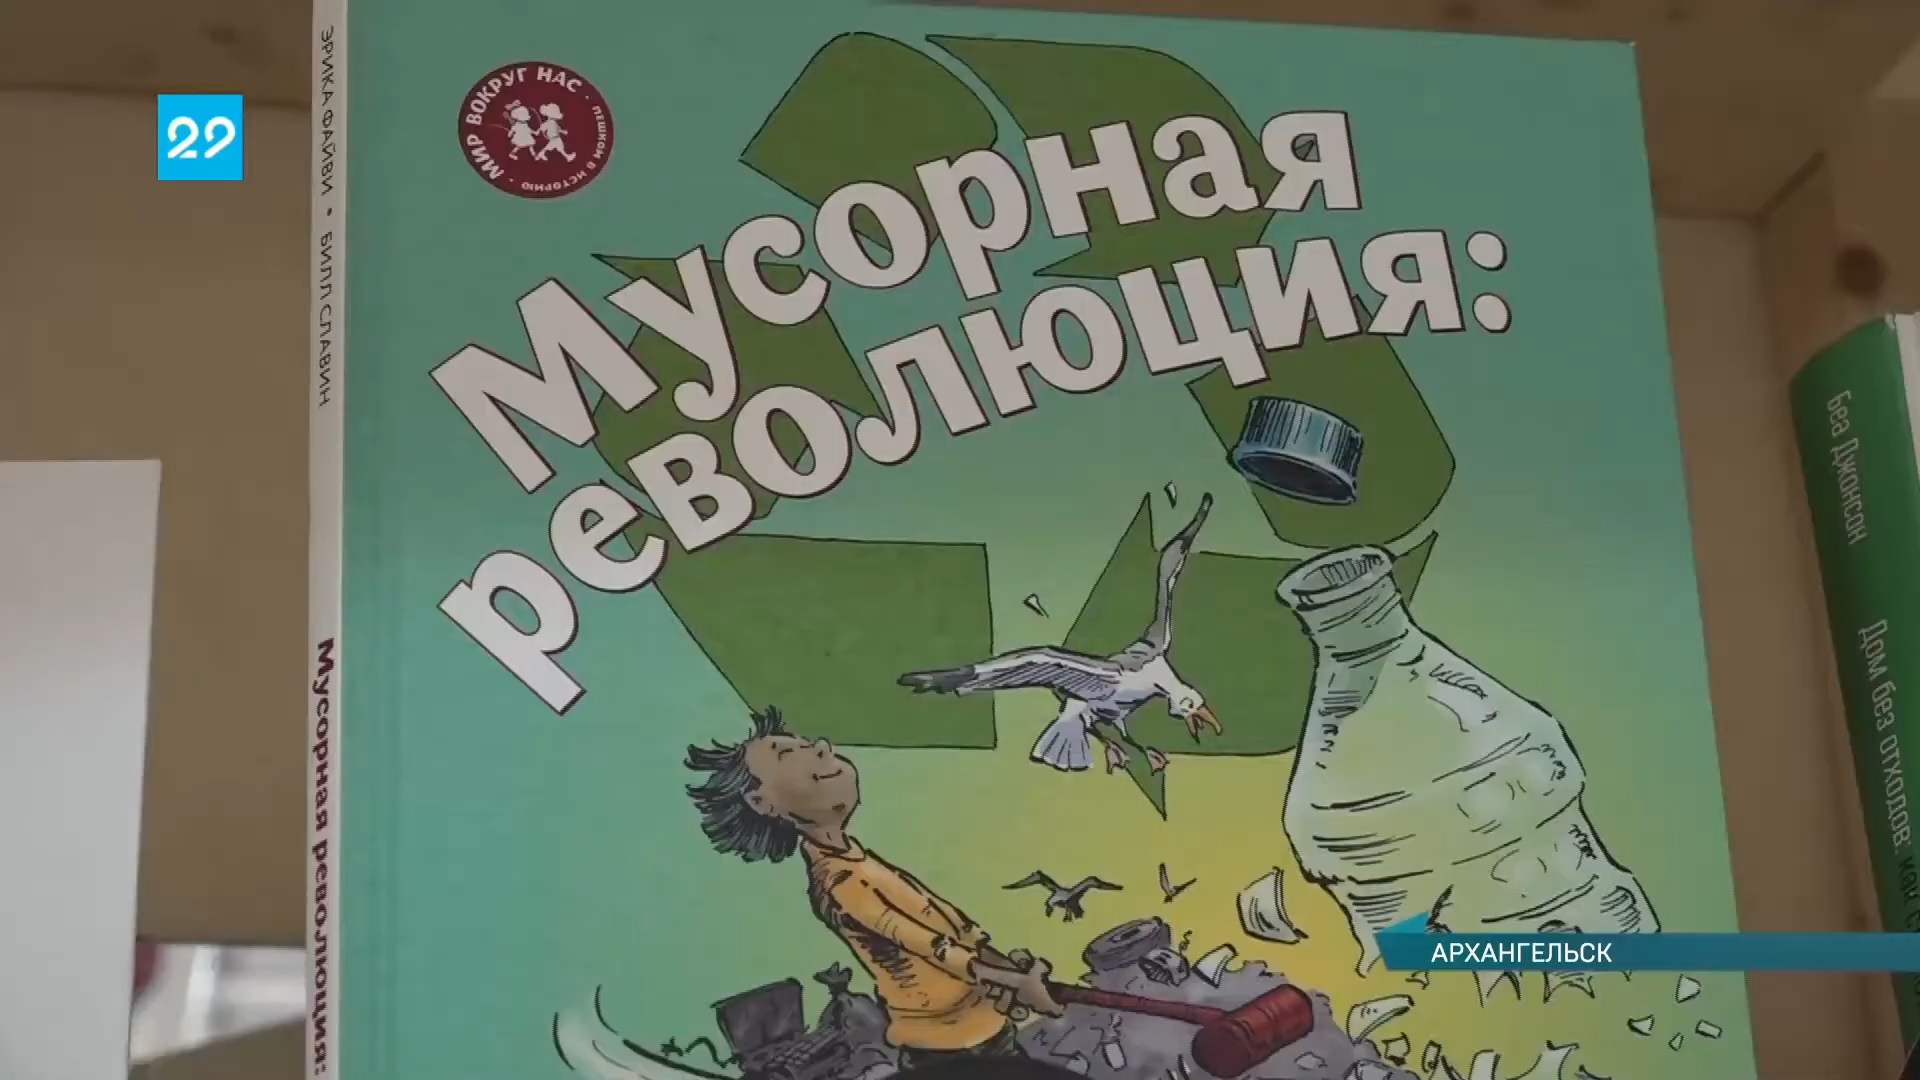 29
МИР ВОКРУГ НАС
ПЕШКОМ В ИСТОРИЮ
Мусорная
революция:
ЭРИКА ФАЙВИ • БИЛЛ СЛАВИН
Мусорная революция:
Беа Джонсон
Дом без отходов: как
АРХАНГЕЛЬСК